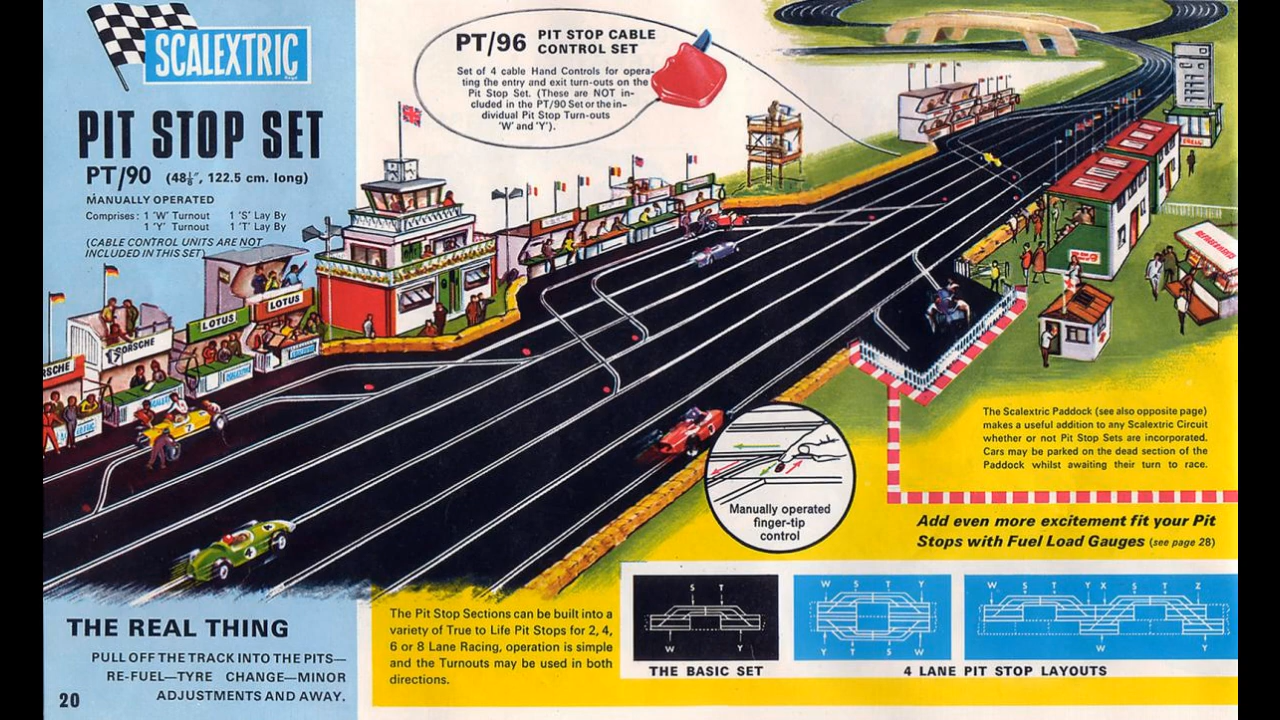 SCALEXTRIC
Regd
PIT STOP SET
PT/90 (48⅛", 122.5 cm. long)
MANUALLY OPERATED
Comprises: 1 'W' Turnout 1 'S' Lay By
1 'Y' Turnout 1 'T' Lay By
(CABLE CONTROL UNITS ARE NOT
INCLUDED IN THIS SET)
PT/96 PIT STOP CABLE
CONTROL SET
Set of 4 cable Hand Controls for opera-
ting the entry and exit turn-outs on the
Pit Stop Set. (These are NOT in-
cluded in the PT/90 Set or the in-
dividual Pit Stop Turn-outs
'W' and 'Y').
RSCHE
PORSCHE
LOTUS
LOTUS
7
4
4
REFRESHMENTS
The Scalextric Paddock (see also opposite page)
makes a useful addition to any Scalextric Circuit
whether or not Pit Stop Sets are incorporated.
Cars may be parked on the dead section of the
Paddock whilst awaiting their turn to race.
Manually operated
finger-tip
control
Add even more excitement fit your Pit
Stops with Fuel Load Gauges (see page 28)
THE REAL THING
PULL OFF THE TRACK INTO THE PITS—
RE-FUEL—TYRE CHANGE—MINOR
ADJUSTMENTS AND AWAY.
20
The Pit Stop Sections can be built into a
variety of True to Life Pit Stops for 2, 4,
6 or 8 Lane Racing, operation is simple
and the Turnouts may be used in both
directions.
S T
W Y
THE BASIC SET
W S T Y
Y T S W
W S T Y X S T Z
W Y
4 LANE PIT STOP LAYOUTS